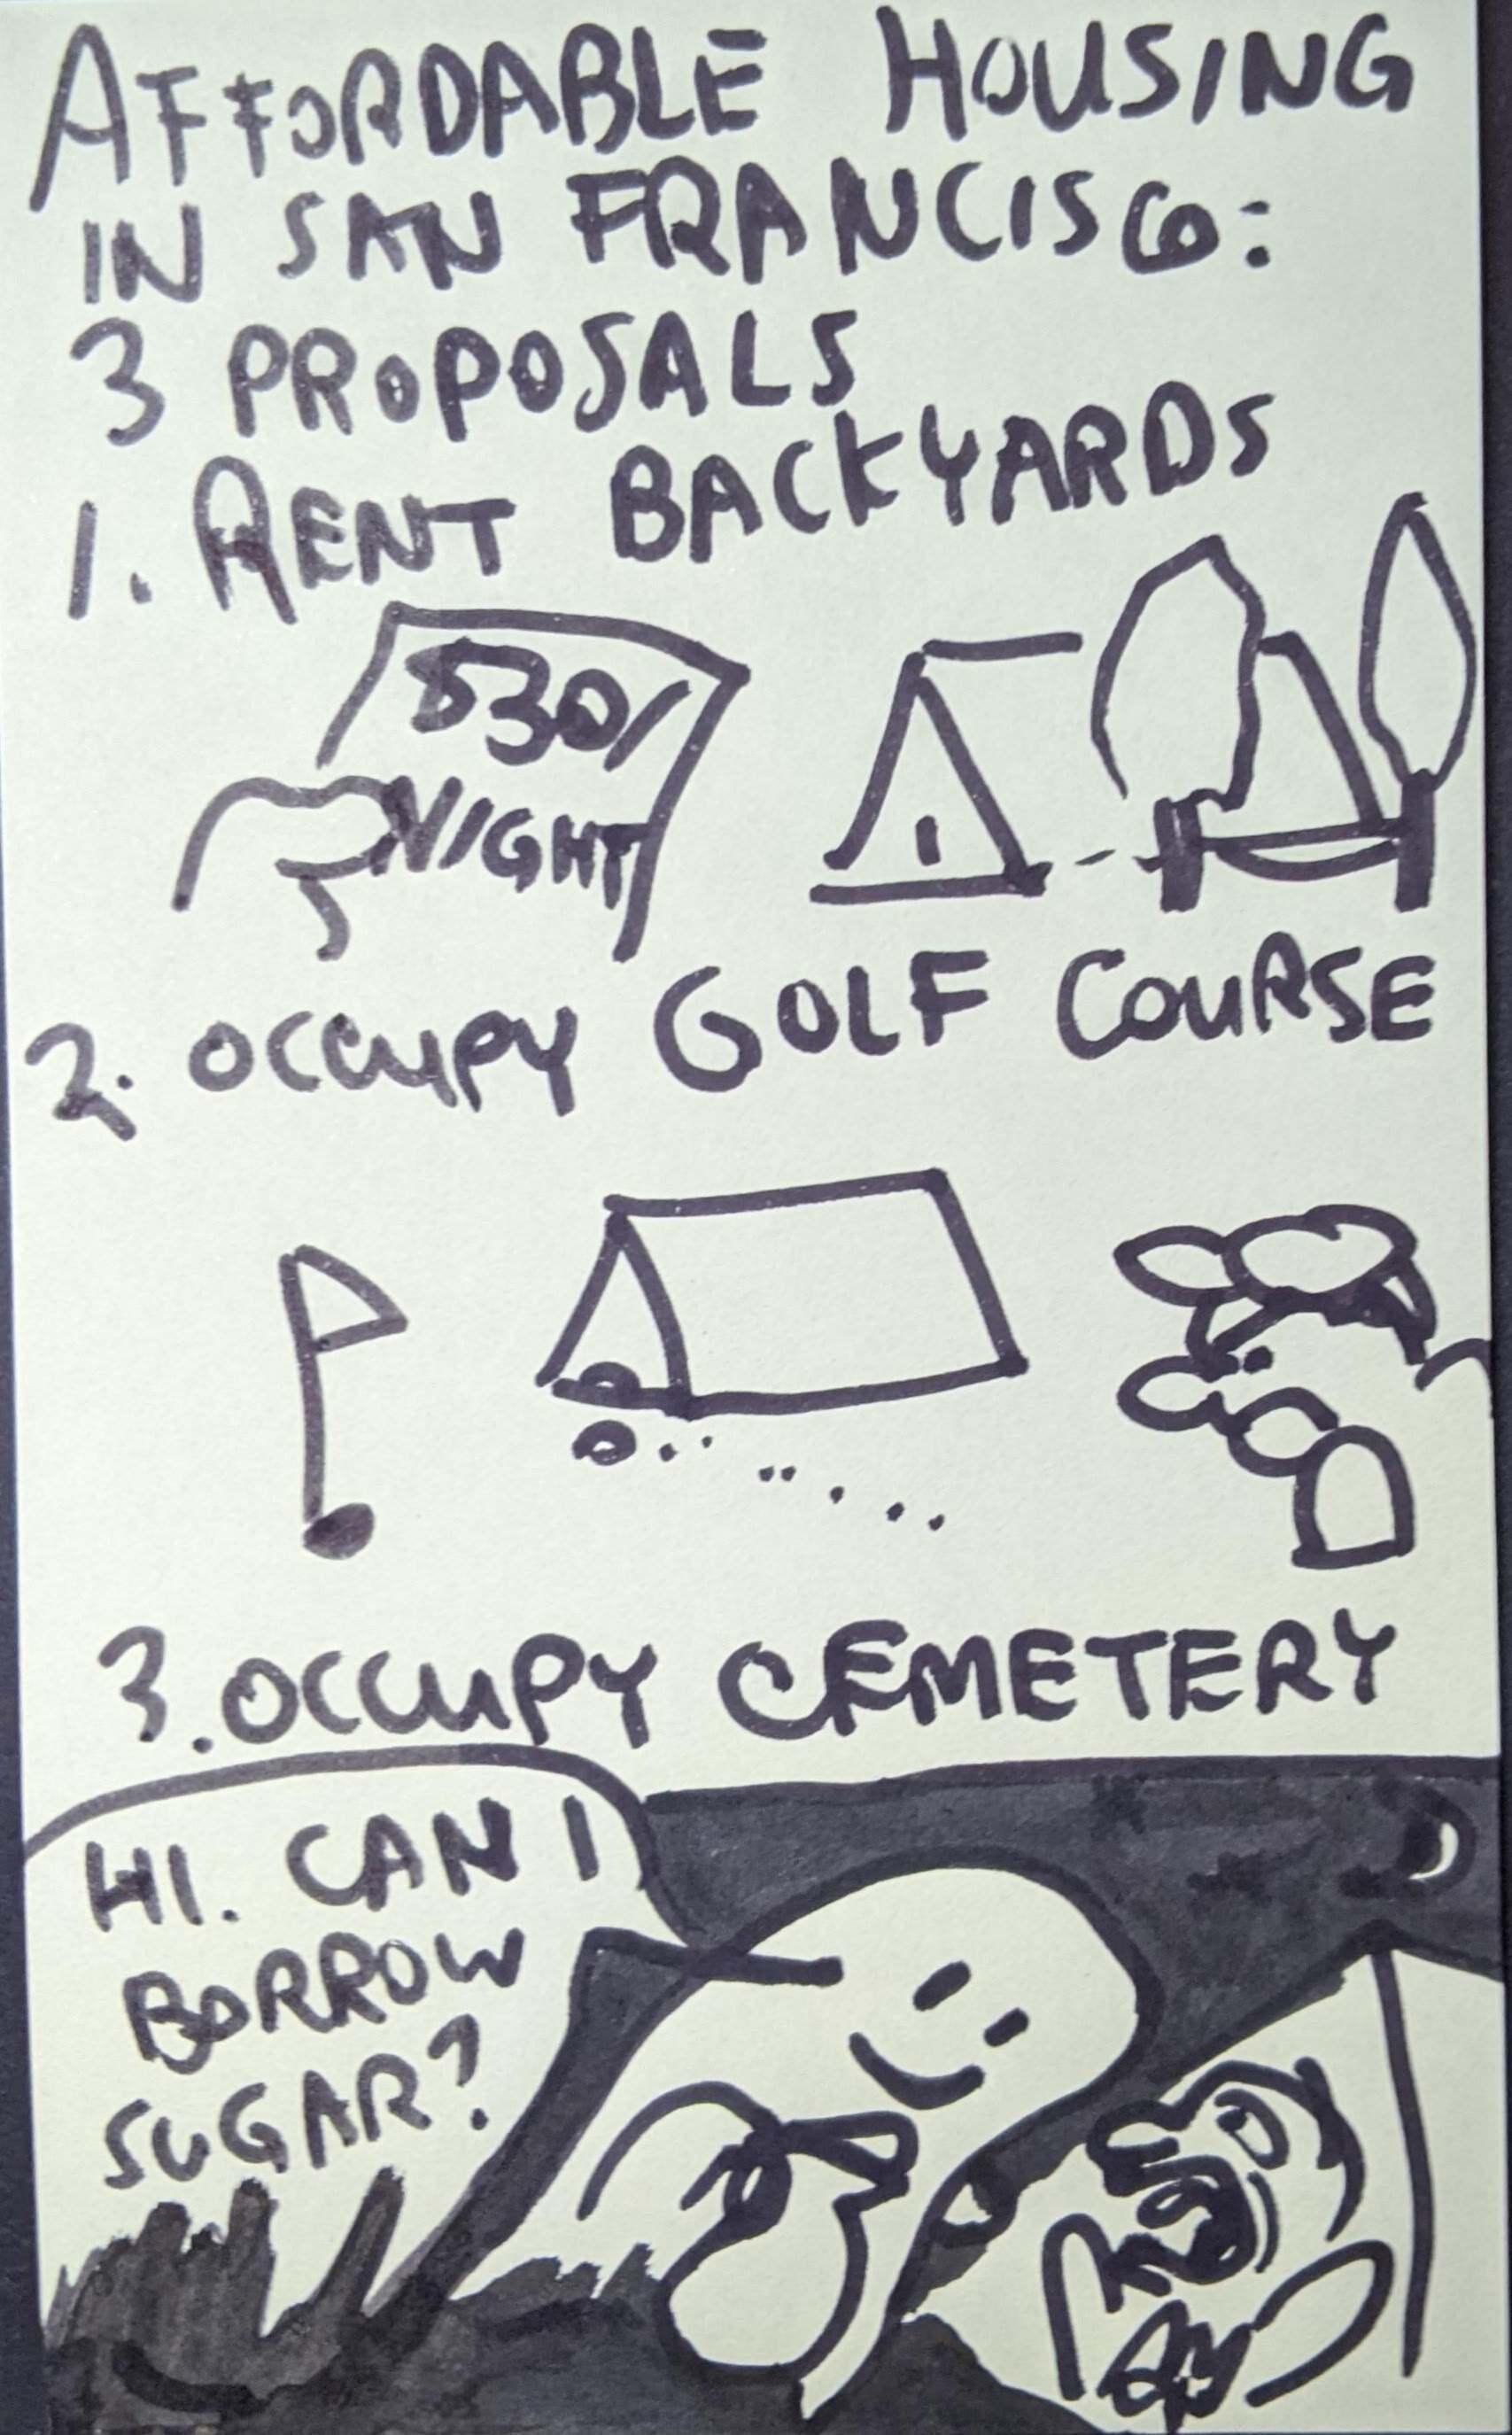 AFFORDABLE HOUSING
IN SAN FRANCISCO:
3 PROPOSALS
1. RENT BACKYARDS
$30/
NIGHT
2. OCCUPY GOLF COURSE
3. OCCUPY CEMETERY
HI. CAN I
BORROW
SUGAR?